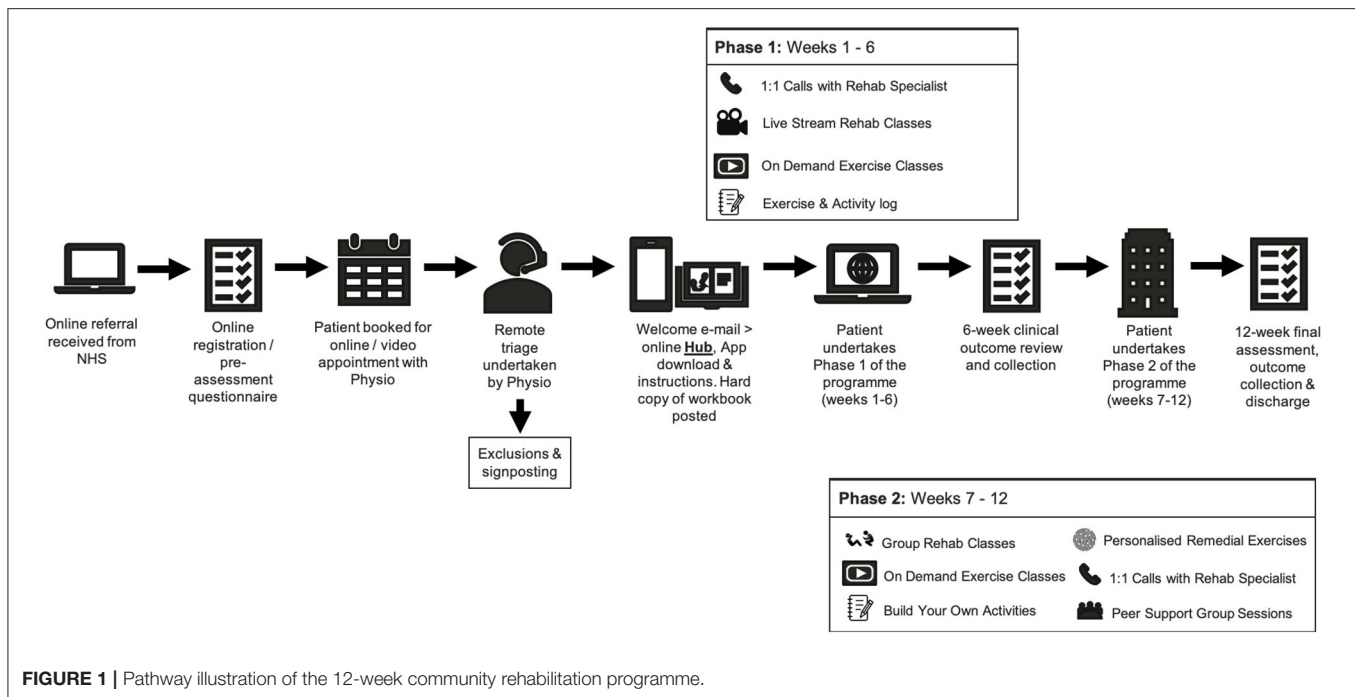 Phase 1: Weeks 1 - 6
1:1 Calls with Rehab Specialist
Live Stream Rehab Classes
On Demand Exercise Classes
Exercise & Activity log
Online referral
received from
NHS
Online
registration /
pre-
assessment
questionnaire
Patient booked for
online / video
appointment with
Physio
Remote
triage
undertaken
by Physio
Exclusions &
signposting
Welcome e-mail >
online Hub, App
download &
instructions. Hard
copy of workbook
posted
Patient
undertakes
Phase 1 of the
programme
(weeks 1-6)
6-week clinical
outcome review
and collection
Patient
undertakes
Phase 2 of the
programme
(weeks 7-12)
12-week final
assessment,
outcome
collection &
discharge
Phase 2: Weeks 7 - 12
Group Rehab Classes
On Demand Exercise Classes
Build Your Own Activities
Personalised Remedial Exercises
1:1 Calls with Rehab Specialist
Peer Support Group Sessions
FIGURE 1 | Pathway illustration of the 12-week community rehabilitation programme.